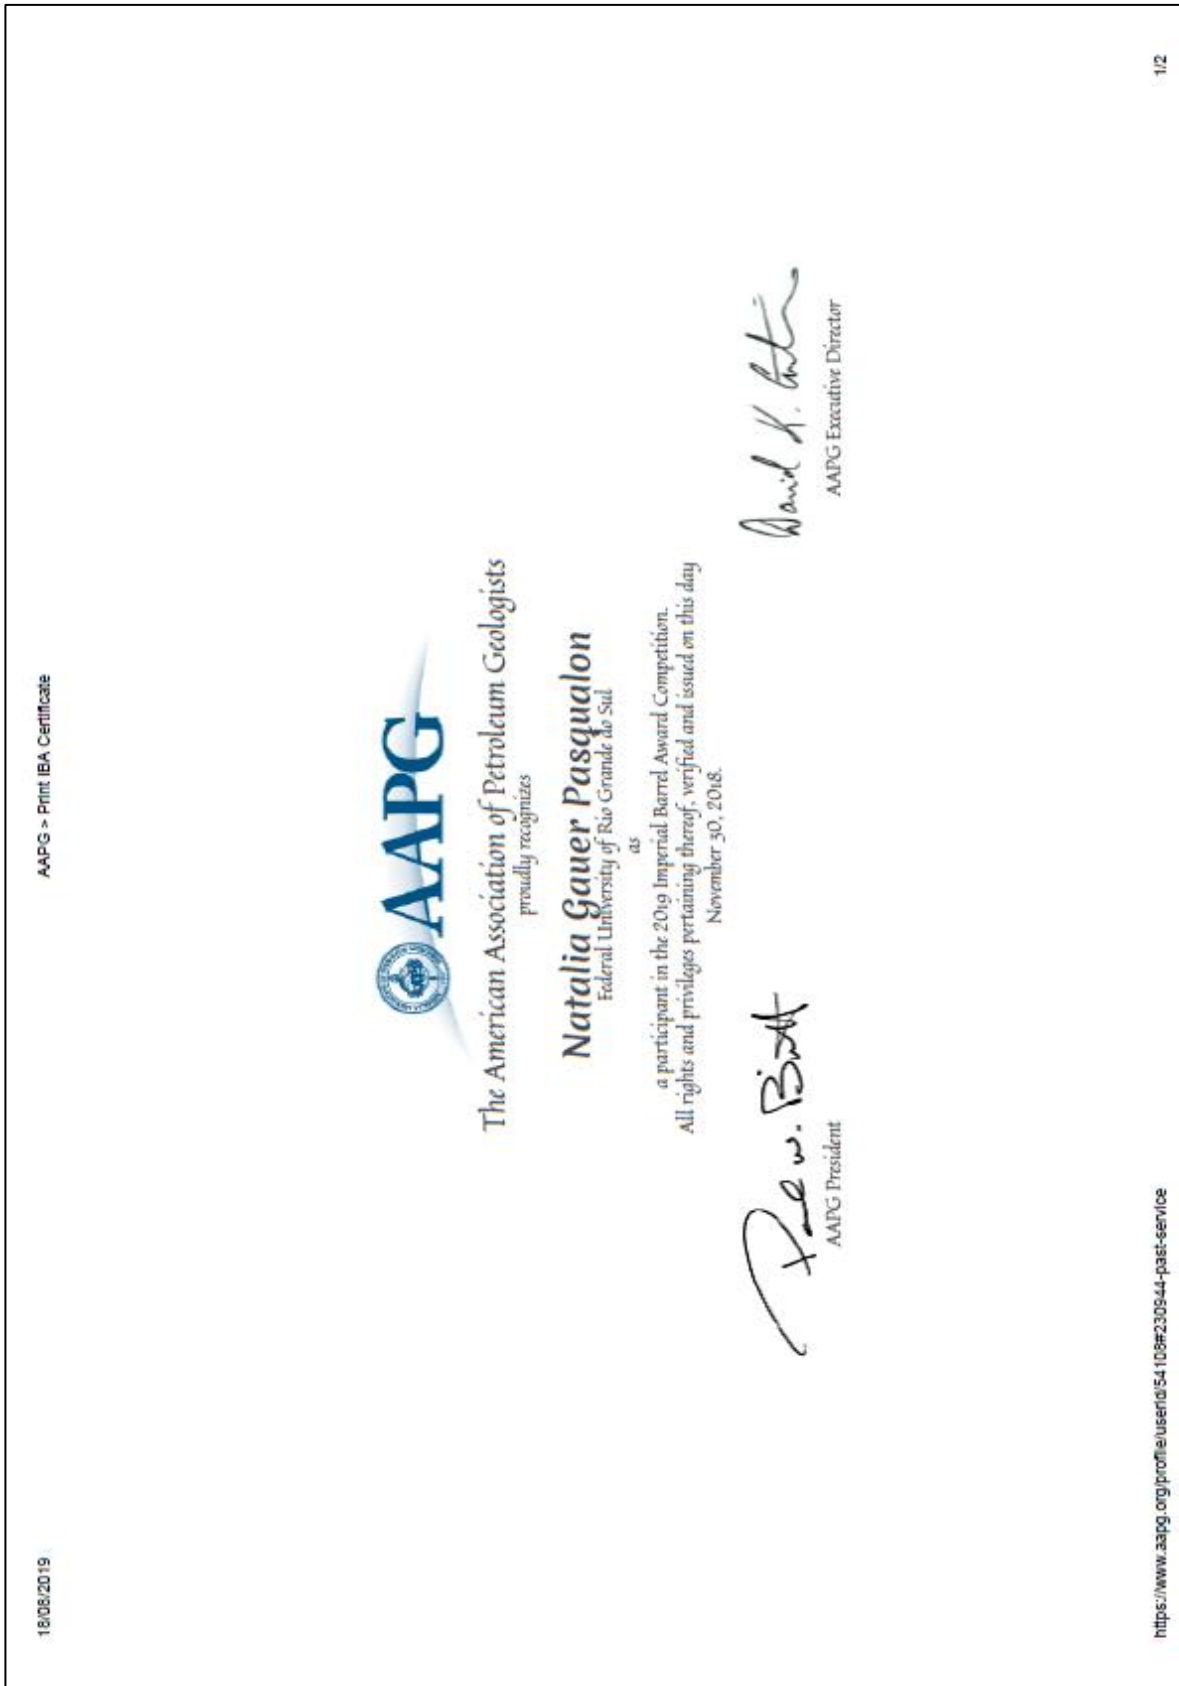 18/08/2019
AAPG > Print IBA Certificate
AAPG
The American Association of Petroleum Geologists
proudly recognizes
Natalia Gauer Pasqualon
Federal University of Rio Grande do Sul
as
a participant in the 2019 Imperial Barrel Award Competition.
All rights and privileges pertaining thereof, verified and issued on this day
November 30, 2018.
AAPG President
David K.
AAPG Executive Director
https://www.aapg.org/profile/userid/54108#230944-past-service
1/2